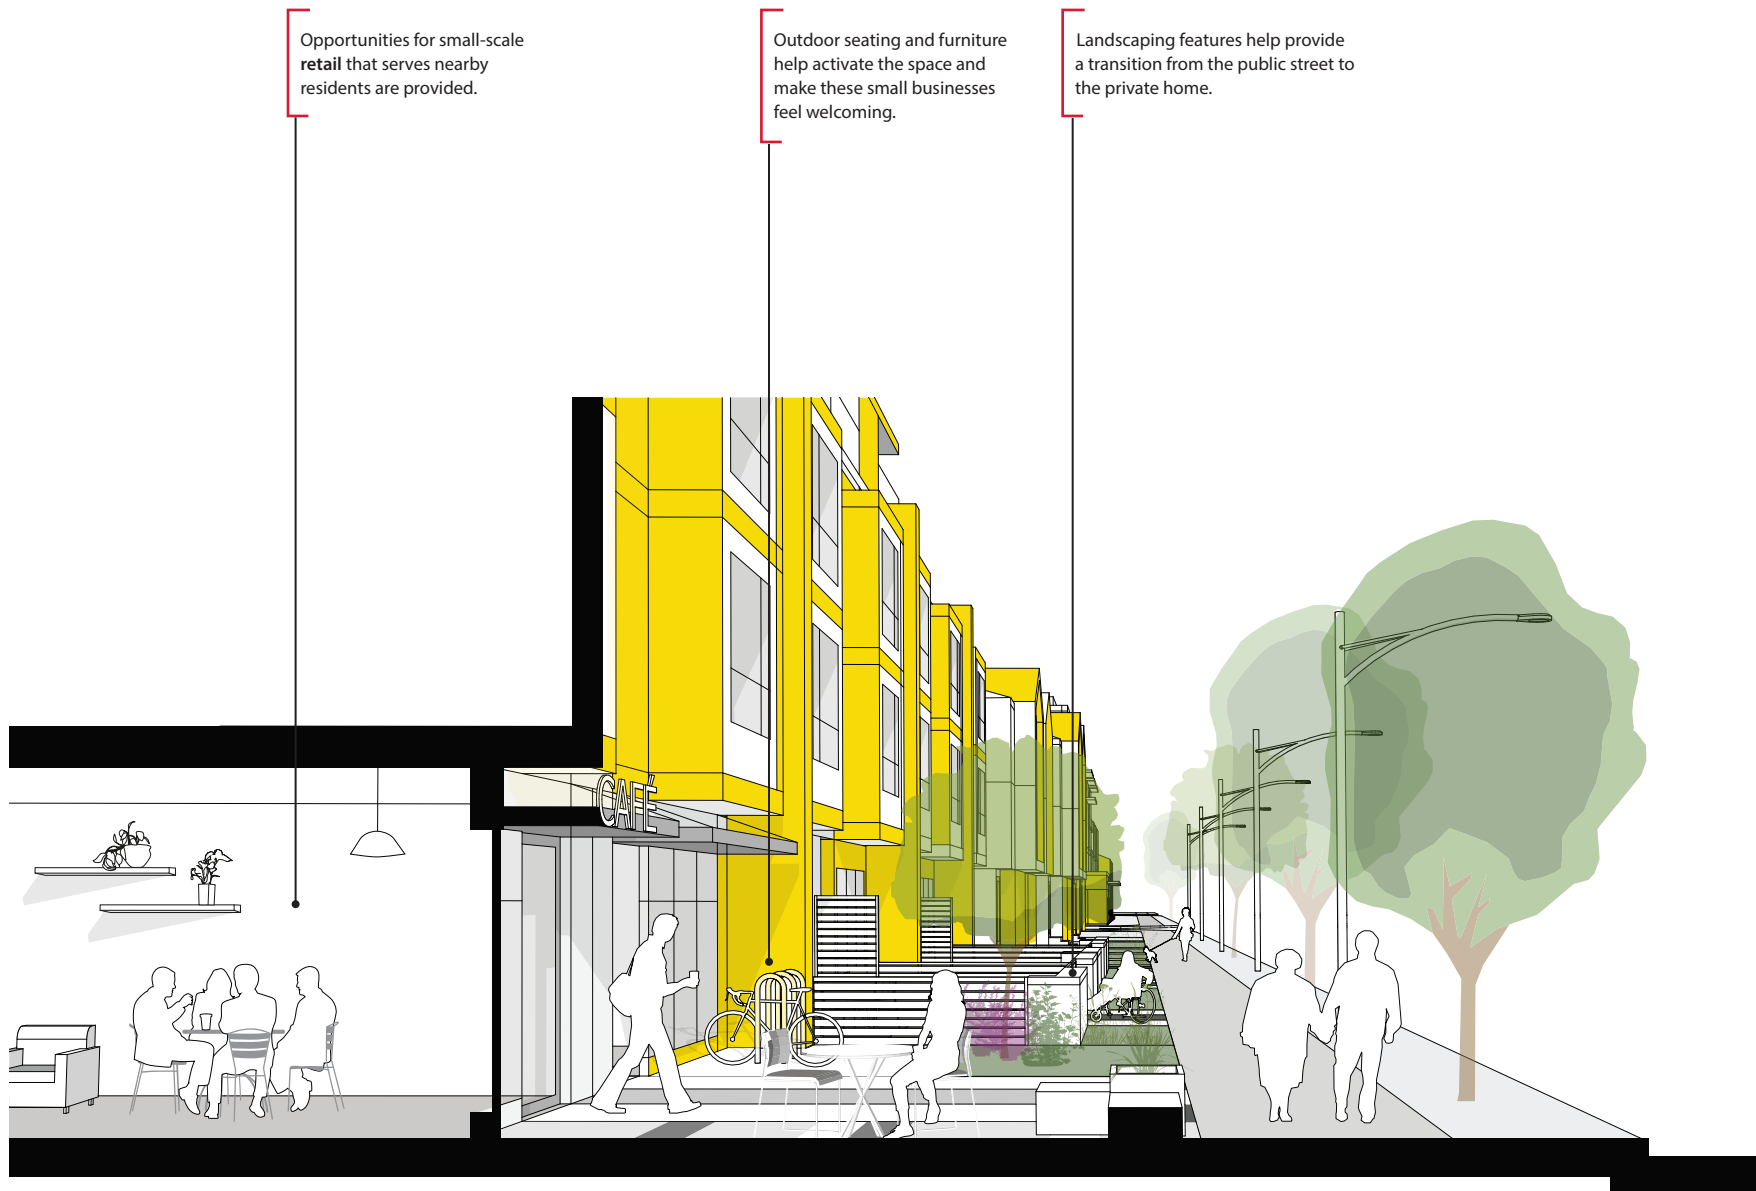 Opportunities for small-scale
retail that serves nearby
residents are provided.
Outdoor seating and furniture
help activate the space and
make these small businesses
feel welcoming.
Landscaping features help provide
a transition from the public street to
the private home.
CAFÉ